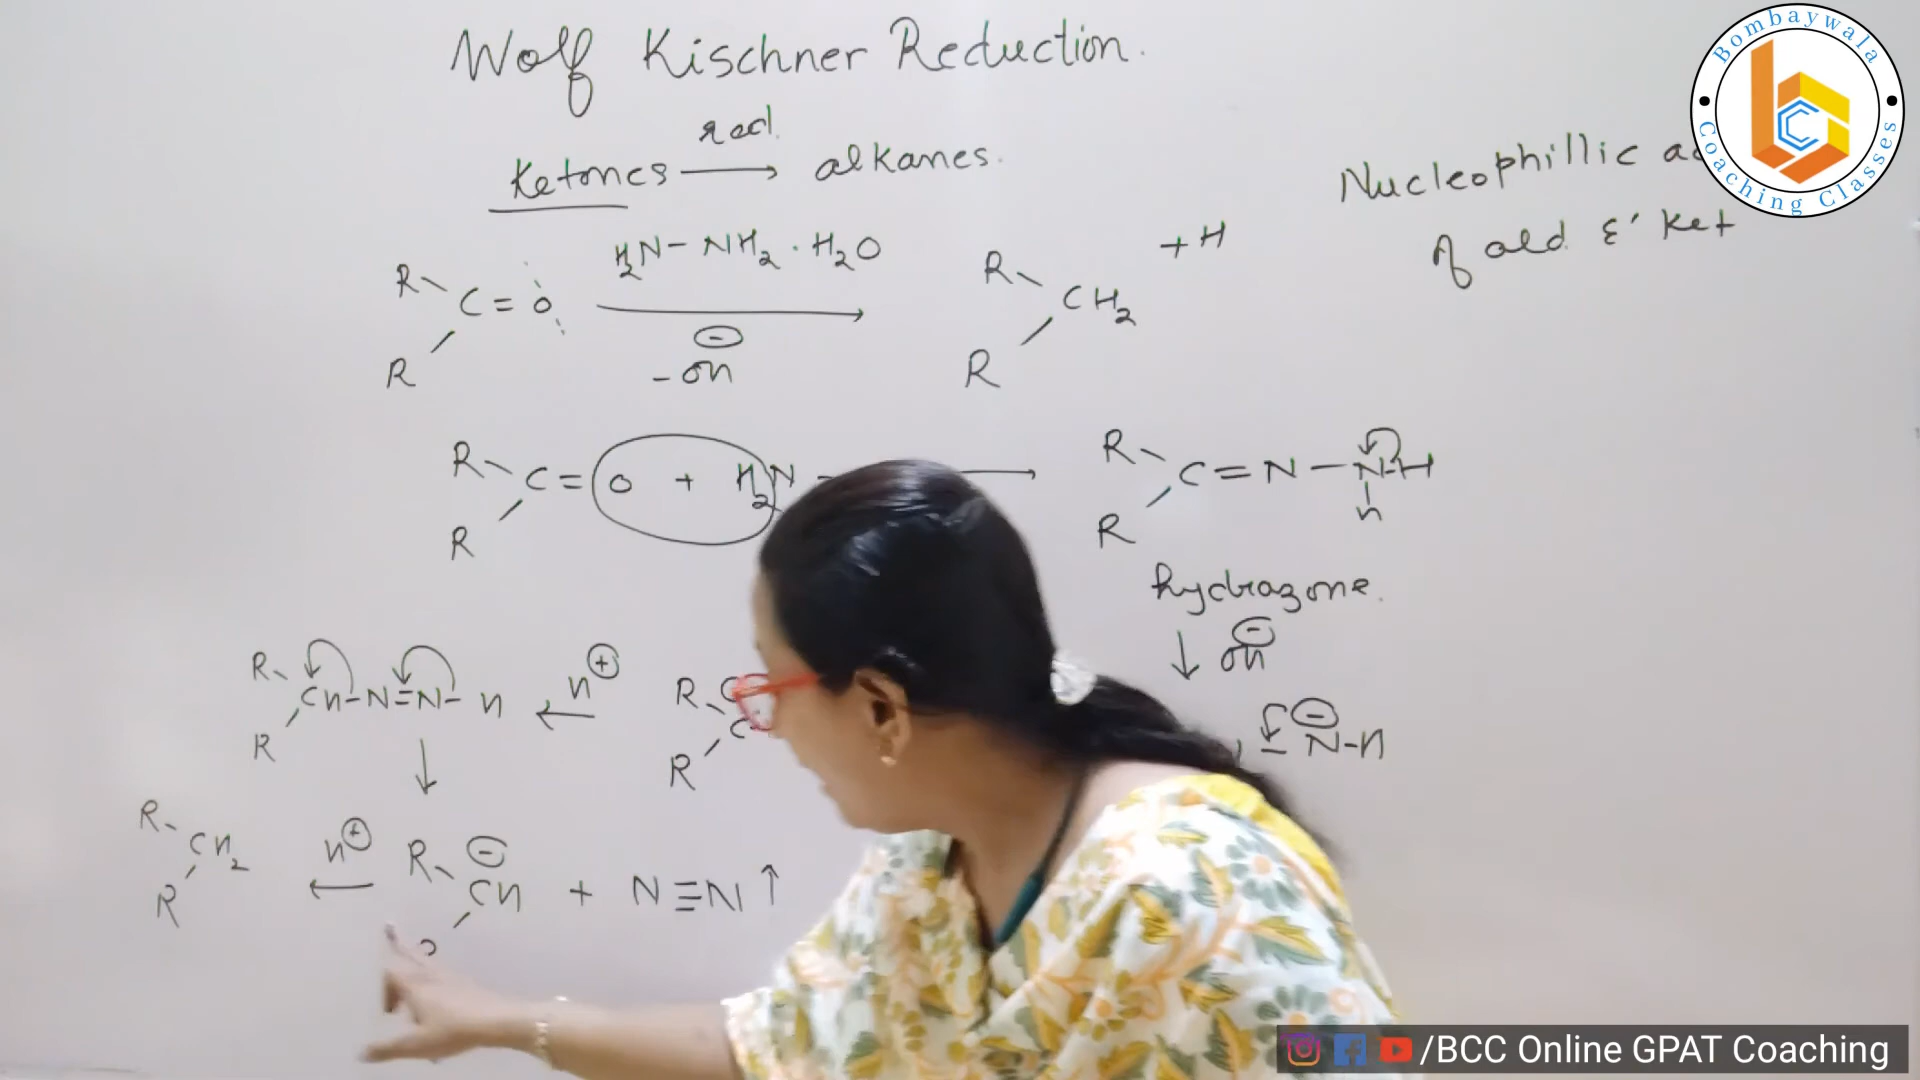 Wolf Kischner Reduction.
red.
Ketones → alkanes.
Nucleophillic
of ald & ket
H2N - NH2 · H2O
+ H
R
C = O
R
- OH ⊖
R
CH2
R
R
C = O + H2N
R
→
R
C = N - N-H
H
R
hydrazone.
↓ OH ⊖
⊖
N-H
R
CH-N=N-H
R
← H⊕
R
C
R
↓
R
CH2
R
← H⊕
R ⊖
CH + N≡N ↑
Bombaywala
Coaching Classes
/BCC Online GPAT Coaching